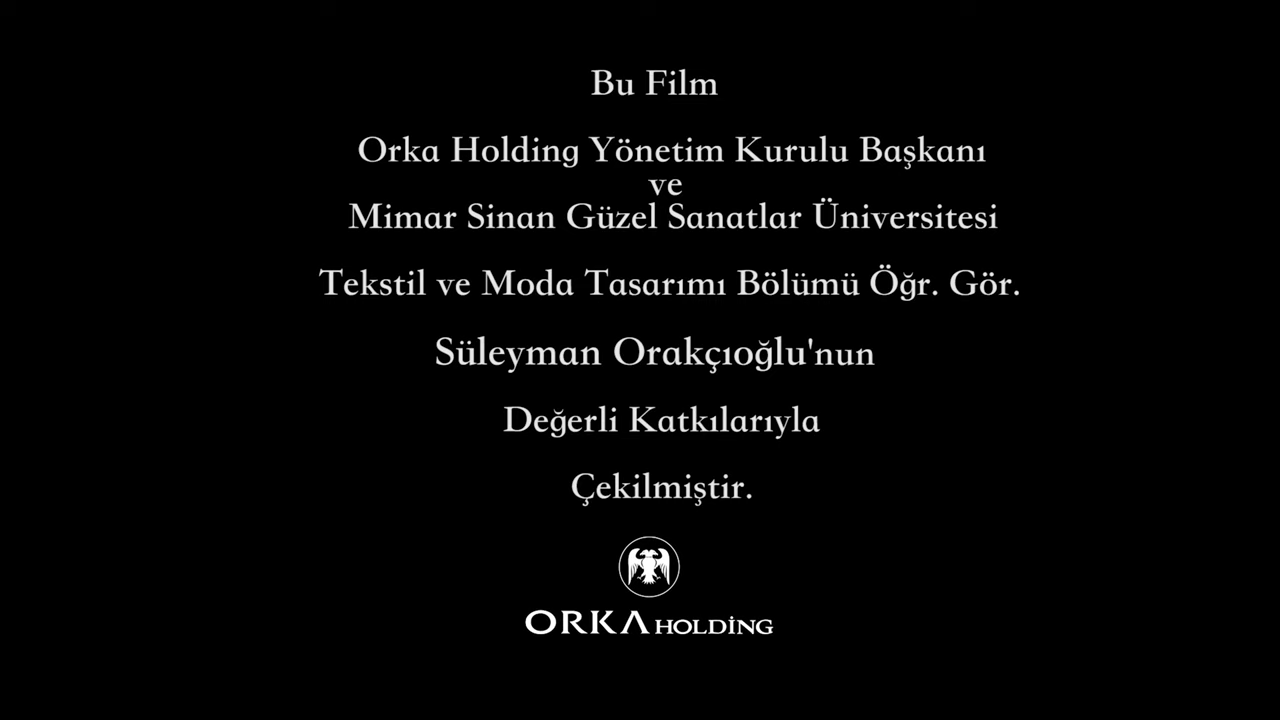 Bu Film
Orka Holding Yönetim Kurulu Başkanı
ve
Mimar Sinan Güzel Sanatlar Üniversitesi
Tekstil ve Moda Tasarımı Bölümü Öğr. Gör.
Süleyman Orakçıoğlu'nun
Değerli Katkılarıyla
Çekilmiştir.
ORKA HOLDİNG